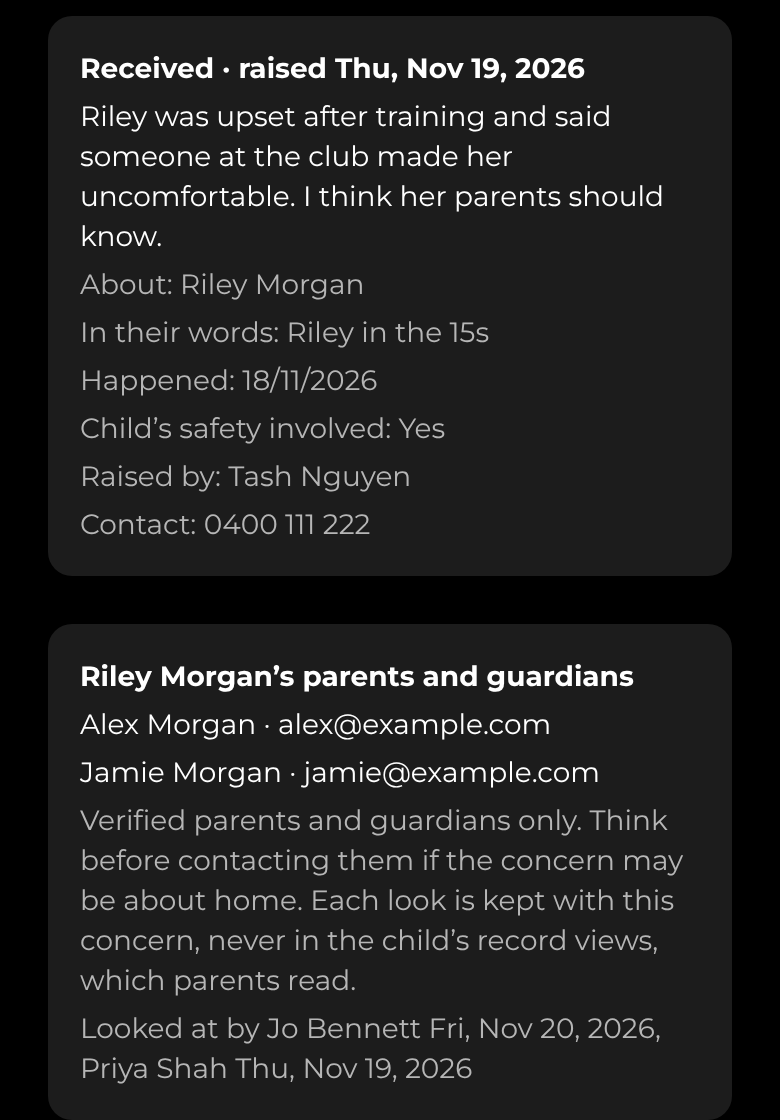 Received · raised Thu, Nov 19, 2026
Riley was upset after training and said
someone at the club made her
uncomfortable. I think her parents should
know.
About: Riley Morgan
In their words: Riley in the 15s
Happened: 18/11/2026
Child’s safety involved: Yes
Raised by: Tash Nguyen
Contact: 0400 111 222
Riley Morgan’s parents and guardians
Alex Morgan · alex@example.com
Jamie Morgan · jamie@example.com
Verified parents and guardians only. Think
before contacting them if the concern may
be about home. Each look is kept with this
concern, never in the child’s record views,
which parents read.
Looked at by Jo Bennett Fri, Nov 20, 2026,
Priya Shah Thu, Nov 19, 2026